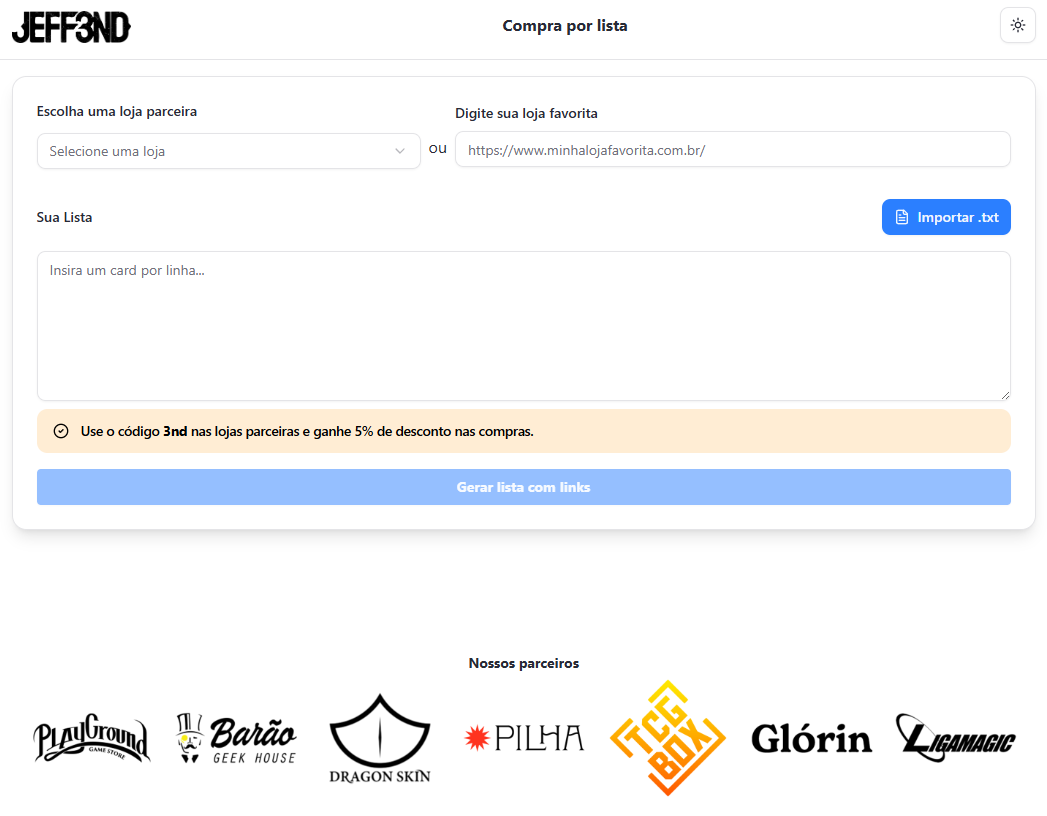 JEFF3ND
Compra por lista
Escolha uma loja parceira
Digite sua loja favorita
Selecione uma loja
ou
https://www.minhalojafavorita.com.br/
Sua Lista
Importar .txt
Insira um card por linha...
Use o código 3nd nas lojas parceiras e ganhe 5% de desconto nas compras.
Gerar lista com links
Nossos parceiros
PlayGround
GAME STORE
Barão
GEEK HOUSE
DRAGON SKIN
PILHA
TCG
BOX
Glórin
LIGAMAGIC